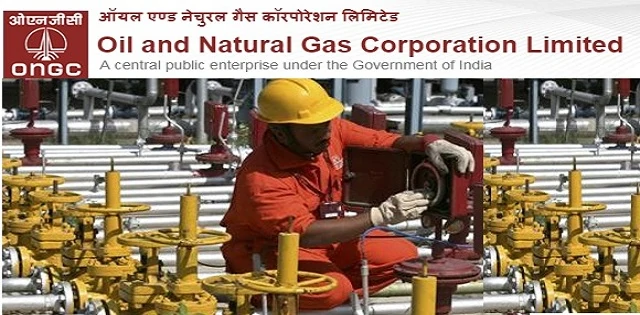 ओएनजीसी
ONGC
ऑयल एण्ड नेचुरल गैस कॉरपोरेशन लिमिटेड
Oil and Natural Gas Corporation Limited
A central public enterprise under the Government of India